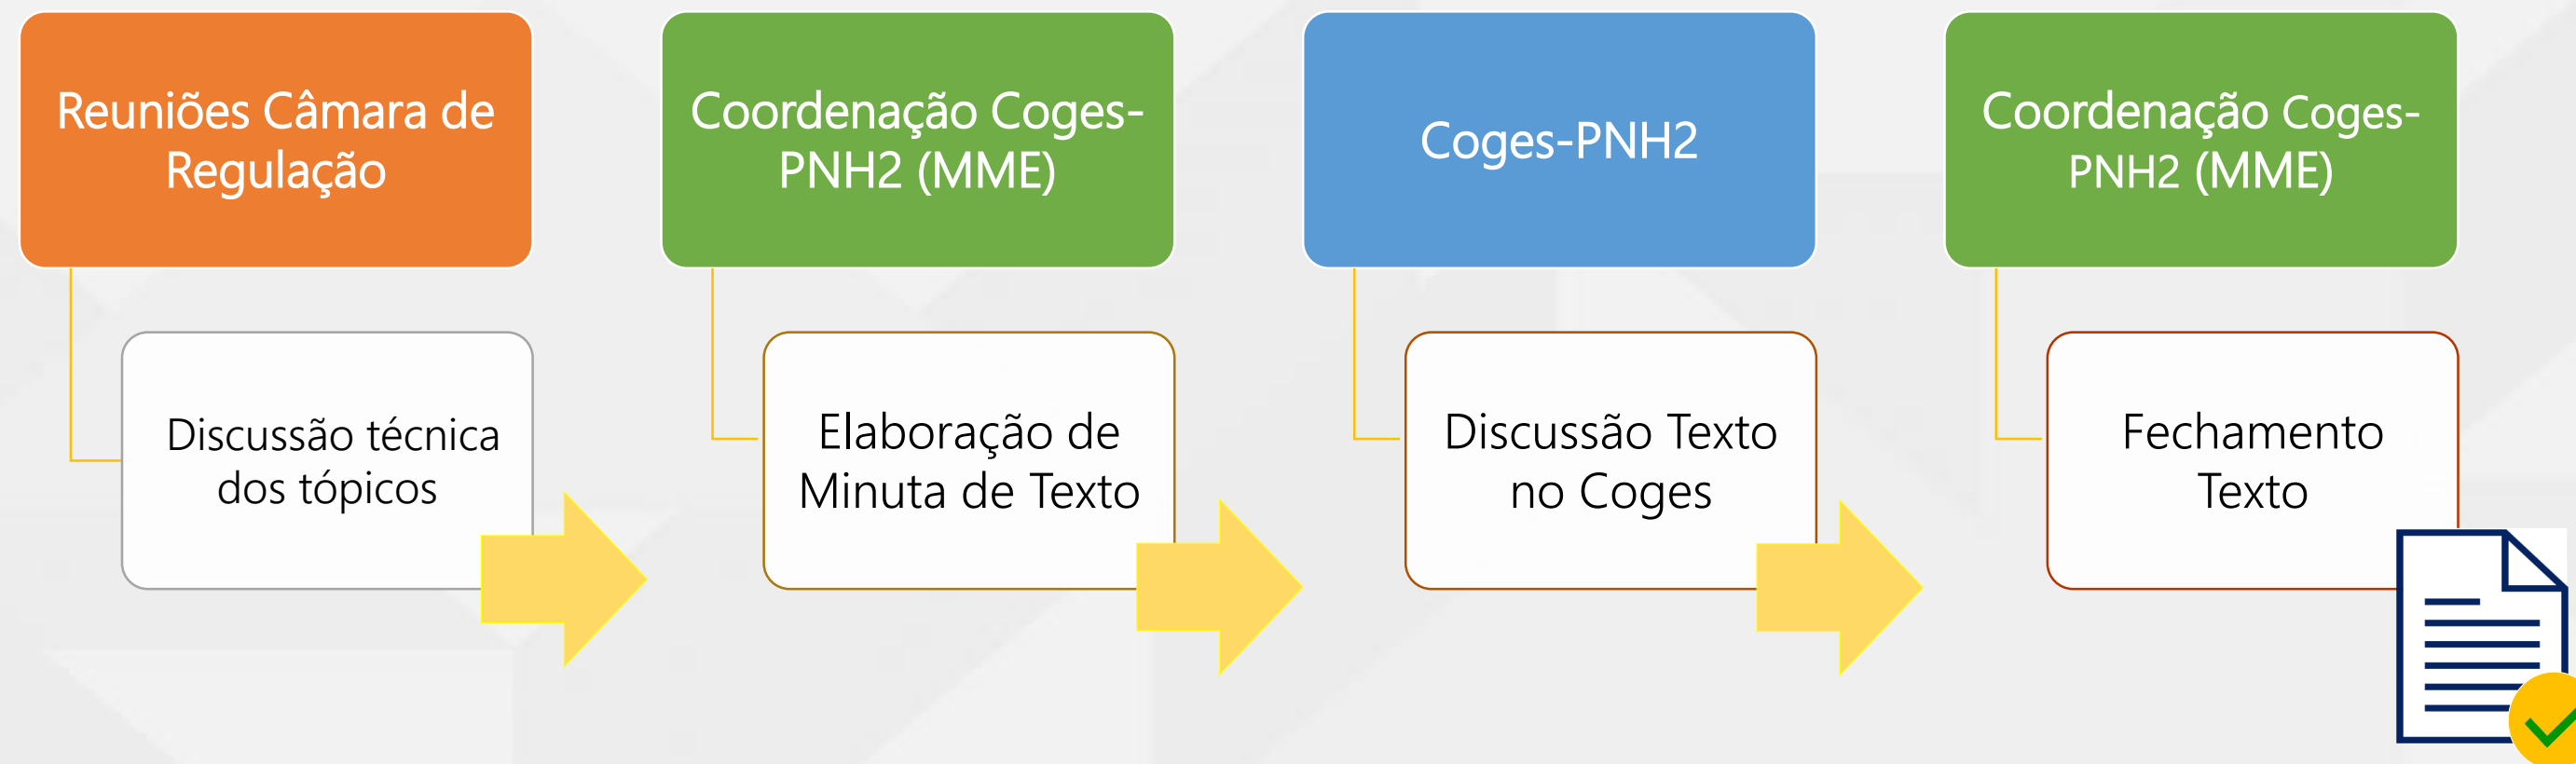 Reuniões Câmara de
Regulação
Discussão técnica
dos tópicos
Coordenação Coges-
PNH2 (MME)
Elaboração de
Minuta de Texto
Coges-PNH2
Discussão Texto
no Coges
Coordenação Coges-
PNH2 (MME)
Fechamento
Texto